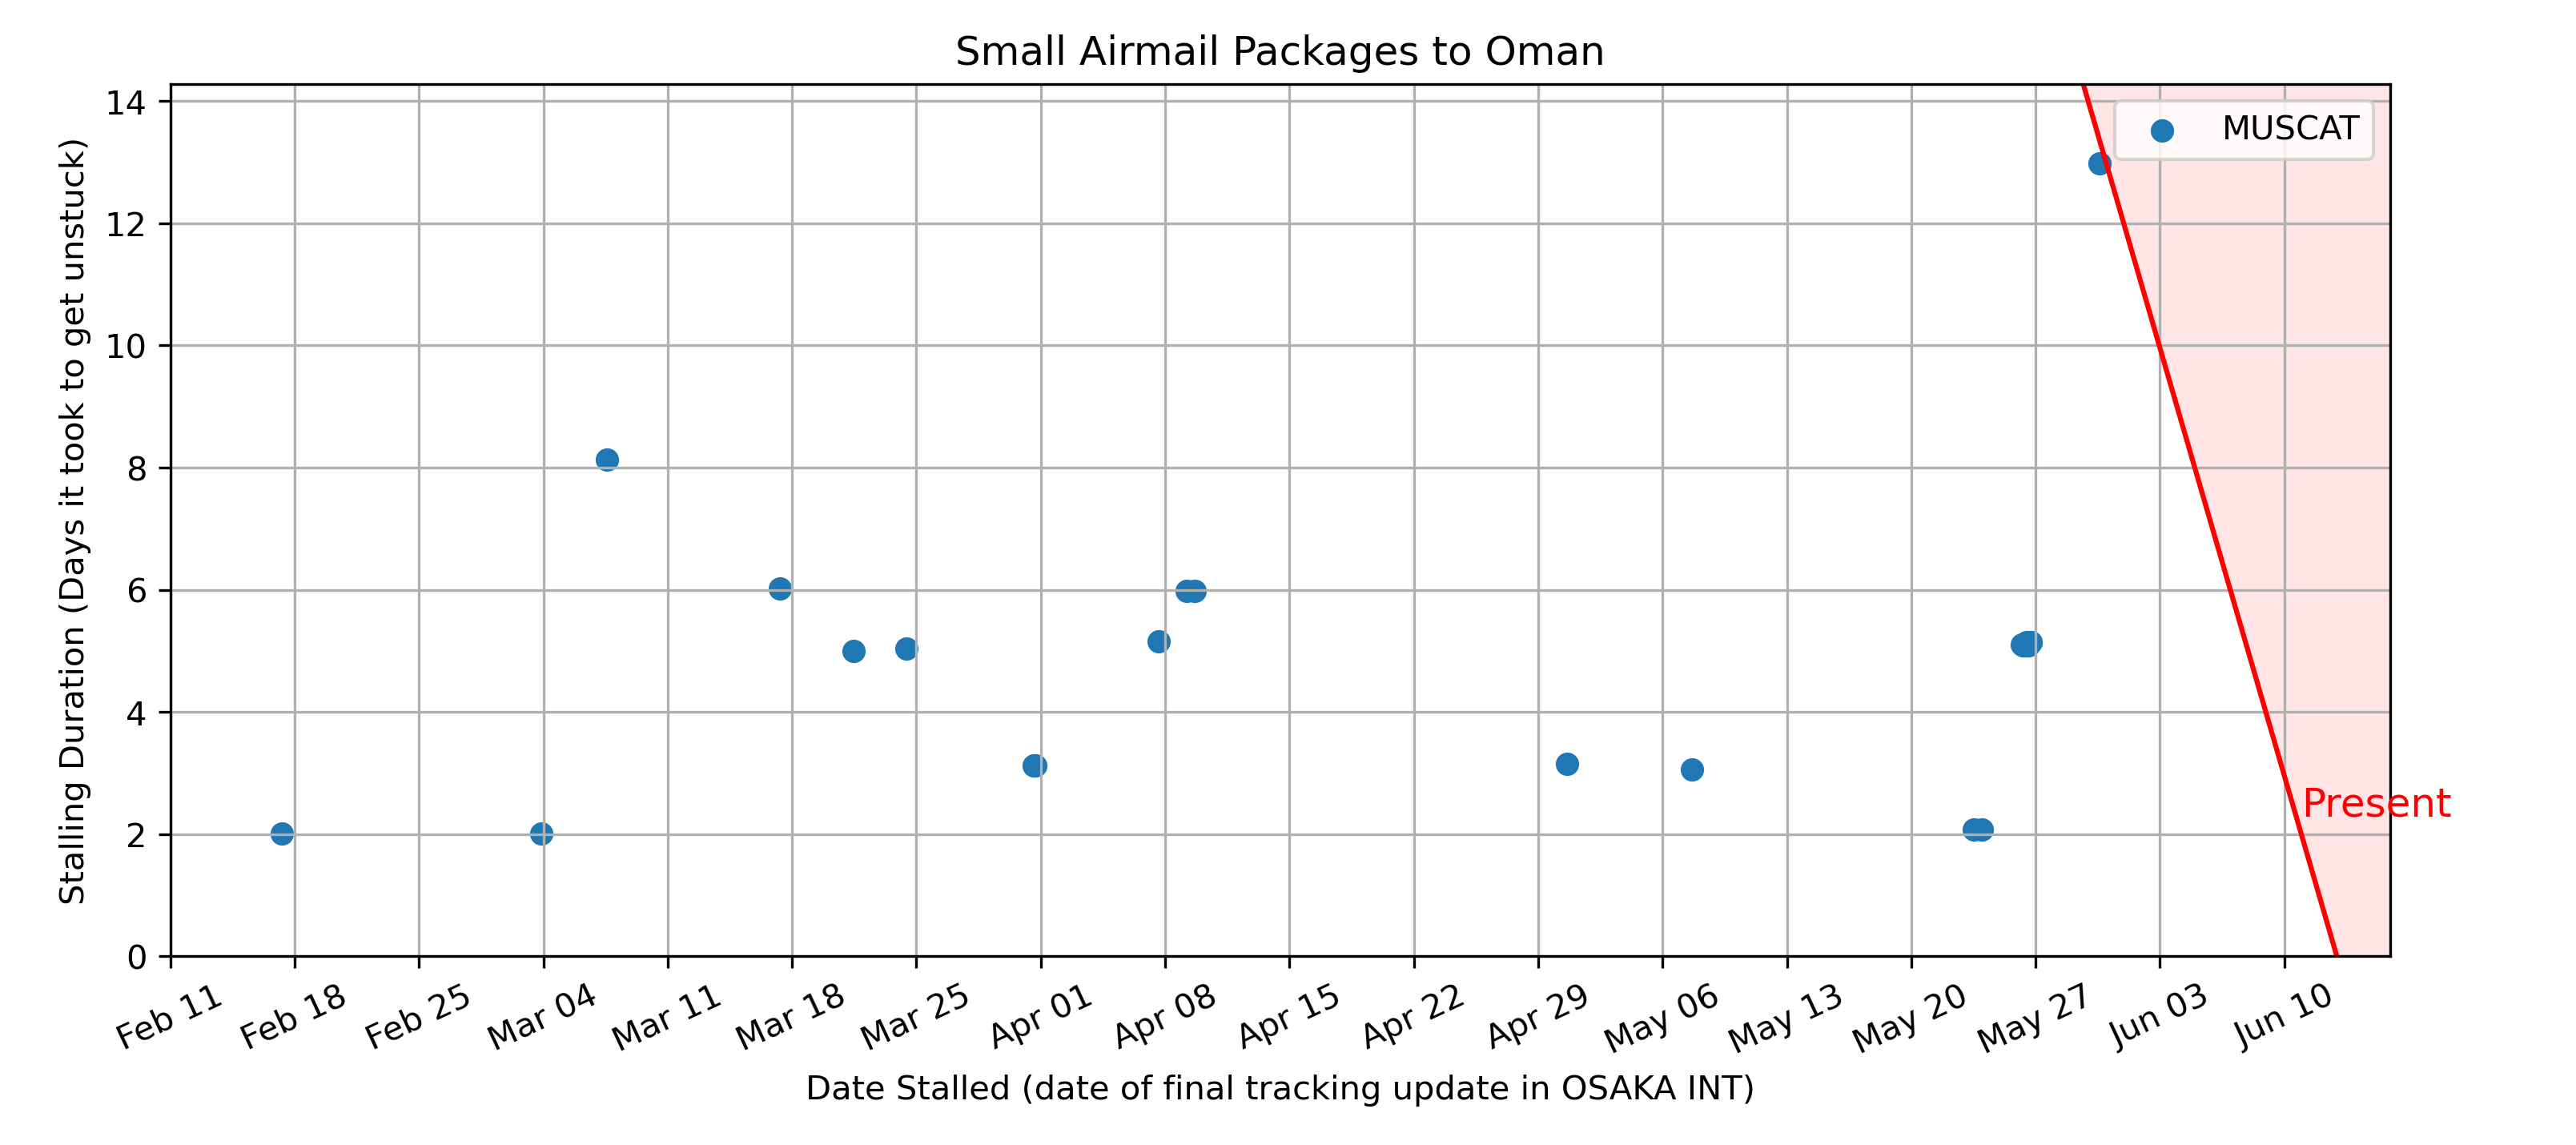 Small Airmail Packages to Oman
Stalling Duration (Days it took to get unstuck)
14
12
10
8
6
4
2
0
MUSCAT
Present
Feb 11
Feb 18
Feb 25
Mar 04
Mar 11
Mar 18
Mar 25
Apr 01
Apr 08
Apr 15
Apr 22
Apr 29
May 06
May 13
May 20
May 27
Jun 03
Jun 10
Date Stalled (date of final tracking update in OSAKA INT)